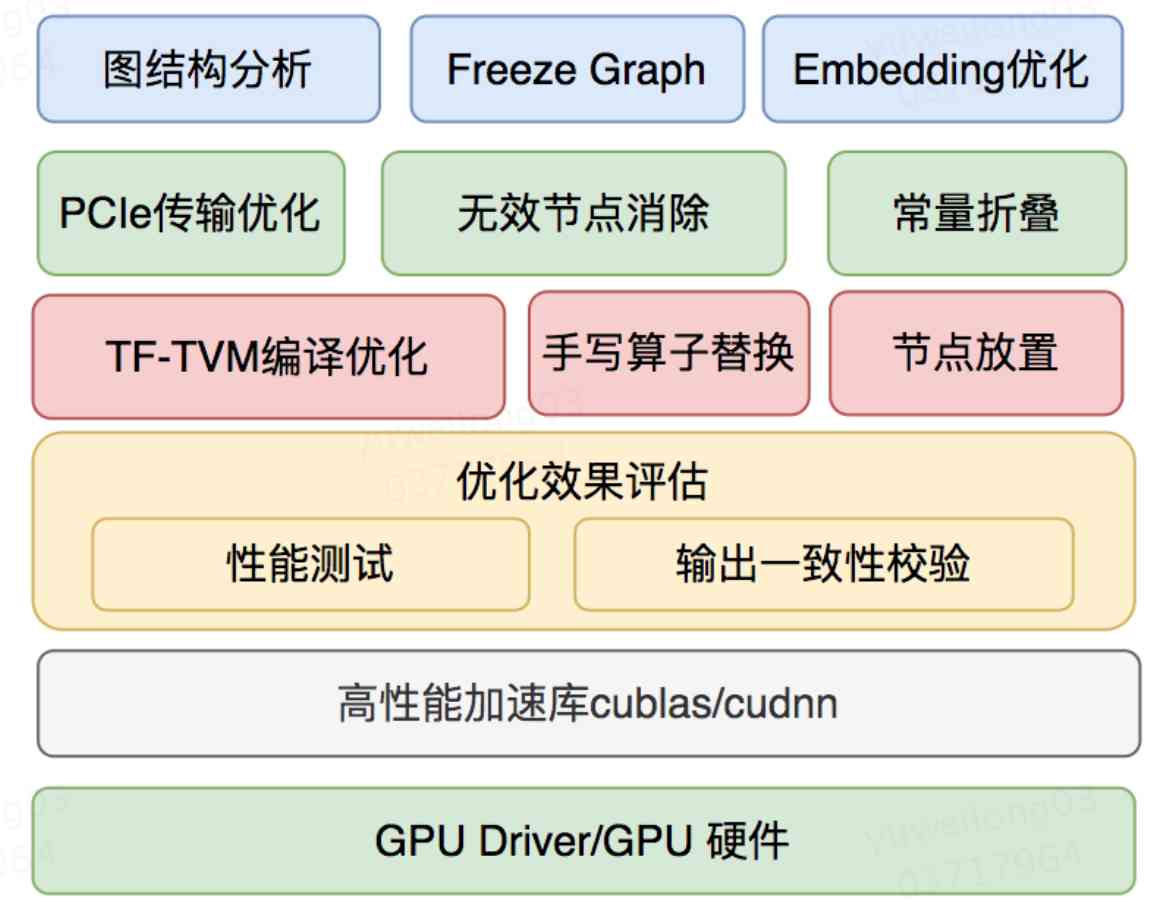 图结构分析
Freeze Graph
Embedding优化
PCIe传输优化
无效节点消除
常量折叠
TF-TVM编译优化
手写算子替换
节点放置
优化效果评估
性能测试
输出一致性校验
高性能加速库cublas/cudnn
GPU Driver/GPU 硬件
yuweilong03
03717964